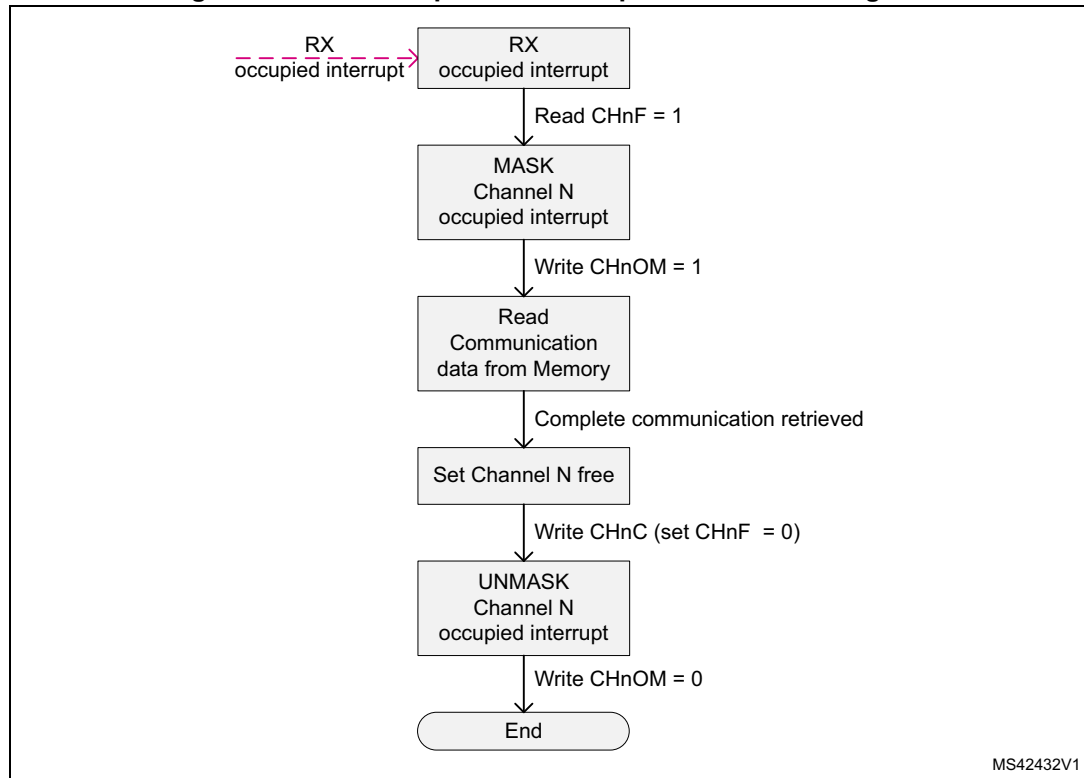 RX
occupied interrupt
RX
occupied interrupt
Read CHnF = 1
MASK
Channel N
occupied interrupt
Write CHnOM = 1
Read
Communication
data from Memory
Complete communication retrieved
Set Channel N free
Write CHnC (set CHnF  = 0)
UNMASK
Channel N
occupied interrupt
Write CHnOM = 0
End
MS42432V1